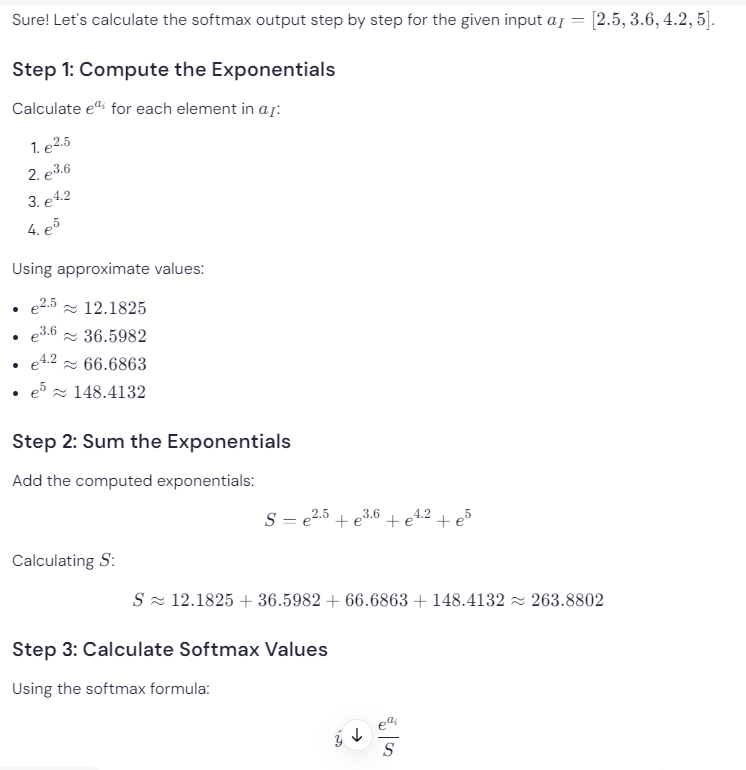 Sure! Let's calculate the softmax output step by step for the given input a_I = [2.5, 3.6, 4.2, 5].
Step 1: Compute the Exponentials
Calculate e^{a_i} for each element in a_I:
1. e^{2.5}
2. e^{3.6}
3. e^{4.2}
4. e^5
Using approximate values:
• e^{2.5} ≈ 12.1825
• e^{3.6} ≈ 36.5982
• e^{4.2} ≈ 66.6863
• e^5 ≈ 148.4132
Step 2: Sum the Exponentials
Add the computed exponentials:
S = e^{2.5} + e^{3.6} + e^{4.2} + e^5
Calculating S:
S ≈ 12.1825 + 36.5982 + 66.6863 + 148.4132 ≈ 263.8802
Step 3: Calculate Softmax Values
Using the softmax formula:
e^{a_i} / S